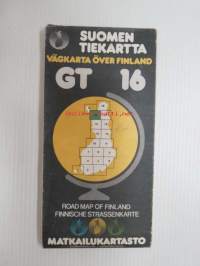 SUOMEN
TIEKARTTA
VÄGKARTA ÖVER FINLAND
GT 16
ROAD MAP OF FINLAND
FINNISCHE STRASSENKARTE
MATKAILUKARTASTO